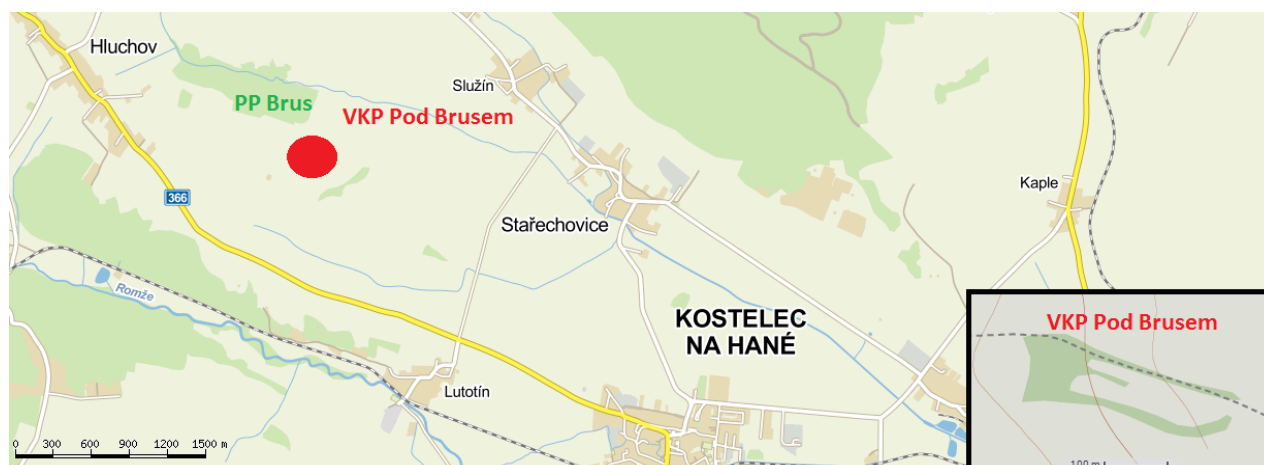 Hluchov
PP Brus
VKP Pod Brusem
Služín
366
Stařechovice
Kaple
Romže
KOSTELEC
NA HANÉ
Lutotín
VKP Pod Brusem
0 300 600 900 1200 1500 m
100 m